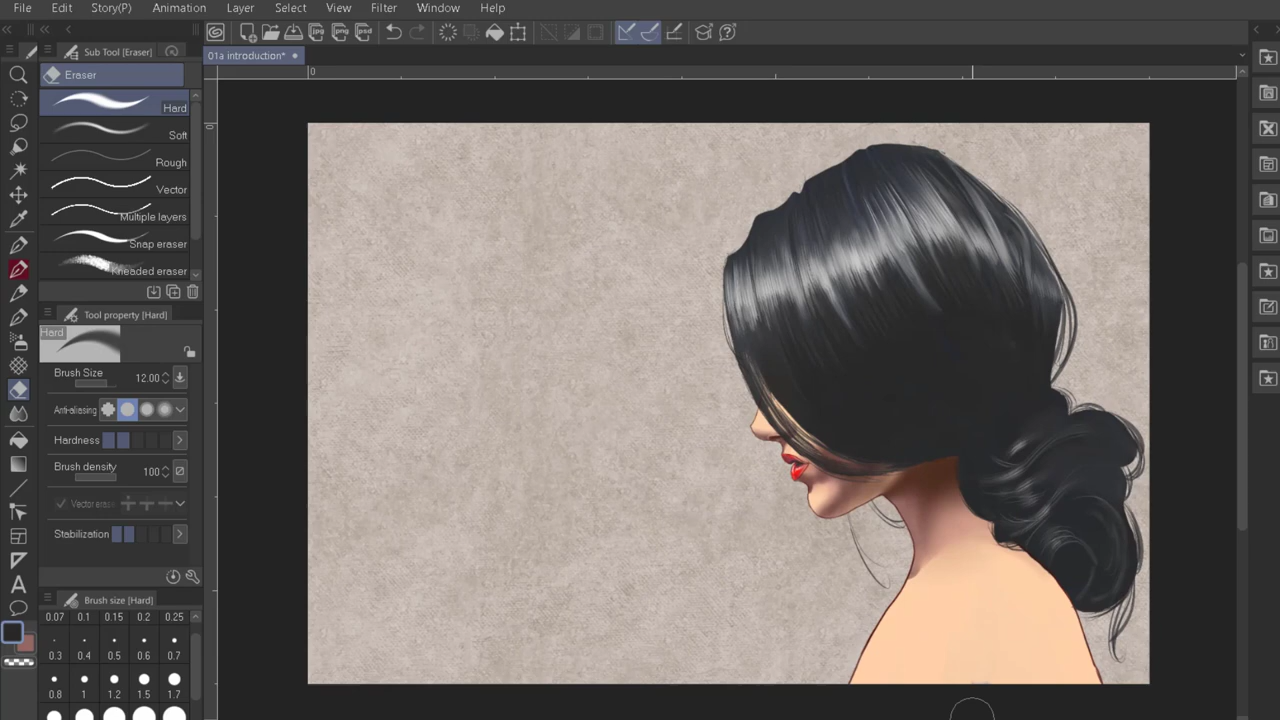 File Edit Story(P) Animation Layer Select View Filter Window Help
Sub Tool [Eraser]
01a introduction*
Eraser
0
Hard
Soft
Rough
Vector
Multiple layers
Snap eraser
Kneaded eraser
Tool property [Hard]
Hard
Brush Size 12.00
Anti-aliasing
Hardness
Brush density 100
Vector eras
Stabilization
Brush size [Hard]
0.07 0.1 0.15 0.2 0.25
0.3 0.4 0.5 0.6 0.7
0.8 1 1.2 1.5 1.7